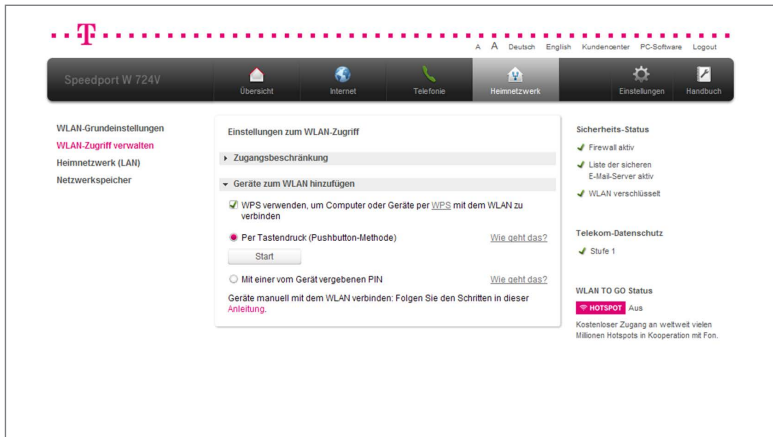 T
A A Deutsch English Kundencenter PC-Software Logout
Speedport W 724V
Übersicht
Internet
Telefonie
Heimnetzwerk
Einstellungen
Handbuch
WLAN-Grundeinstellungen
WLAN-Zugriff verwalten
Heimnetzwerk (LAN)
Netzwerkspeicher
Einstellungen zum WLAN-Zugriff
Zugangsbeschränkung
Geräte zum WLAN hinzufügen
WPS verwenden, um Computer oder Geräte per WPS mit dem WLAN zu
verbinden
Per Tastendruck (Pushbutton-Methode) Wie geht das?
Start
Mit einer vom Gerät vergebenen PIN Wie geht das?
Geräte manuell mit dem WLAN verbinden: Folgen Sie den Schritten in dieser
Anleitung.
Sicherheits-Status
Firewall aktiv
Liste der sicheren
E-Mail-Server aktiv
WLAN verschlüsselt
Telekom-Datenschutz
Stufe 1
WLAN TO GO Status
HOTSPOT Aus
Kostenloser Zugang an weltweit vielen
Millionen Hotspots in Kooperation mit Fon.